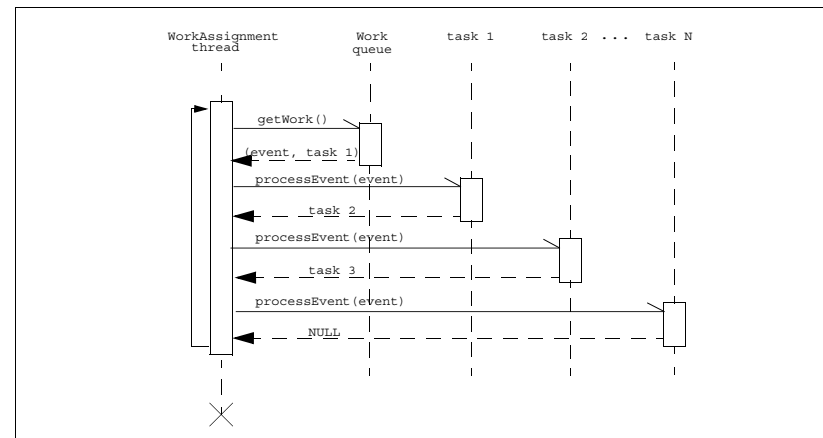 WorkAssignment
thread
Work
queue
task 1
task 2 ... task N
getWork()
(event, task 1)
processEvent(event)
task 2
processEvent(event)
task 3
processEvent(event)
NULL